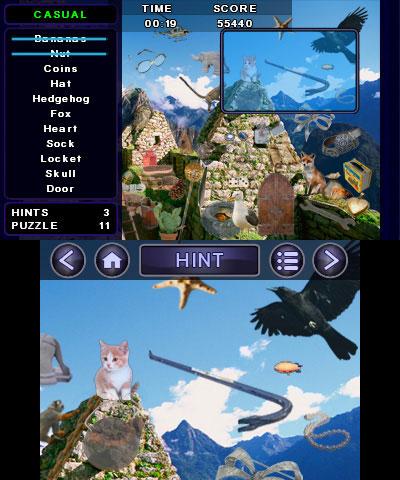 CASUAL
Bananas
Nut
Coins
Hat
Hedgehog
Fox
Heart
Sock
Locket
Skull
Door
HINTS 3
PUZZLE 11
TIME
00:19
SCORE
55440
HINT